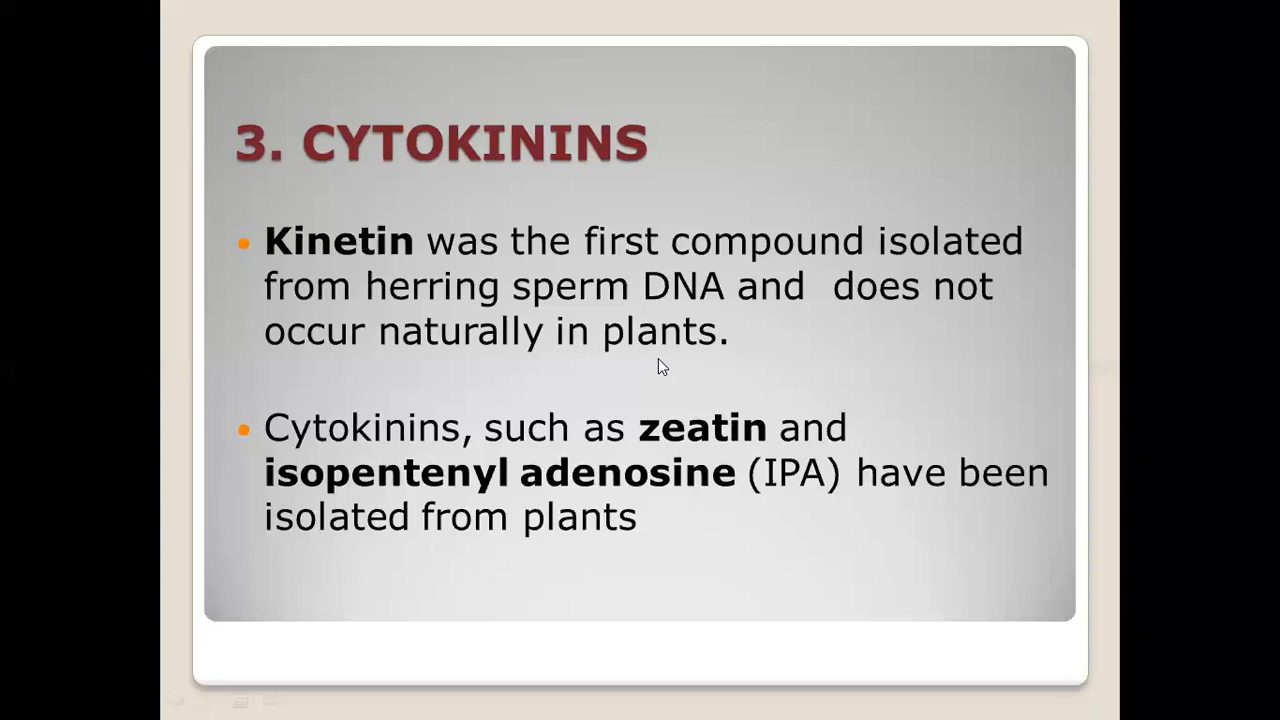 3. CYTOKININS
• Kinetin was the first compound isolated
from herring sperm DNA and  does not
occur naturally in plants.
• Cytokinins, such as zeatin and
isopentenyl adenosine (IPA) have been
isolated from plants